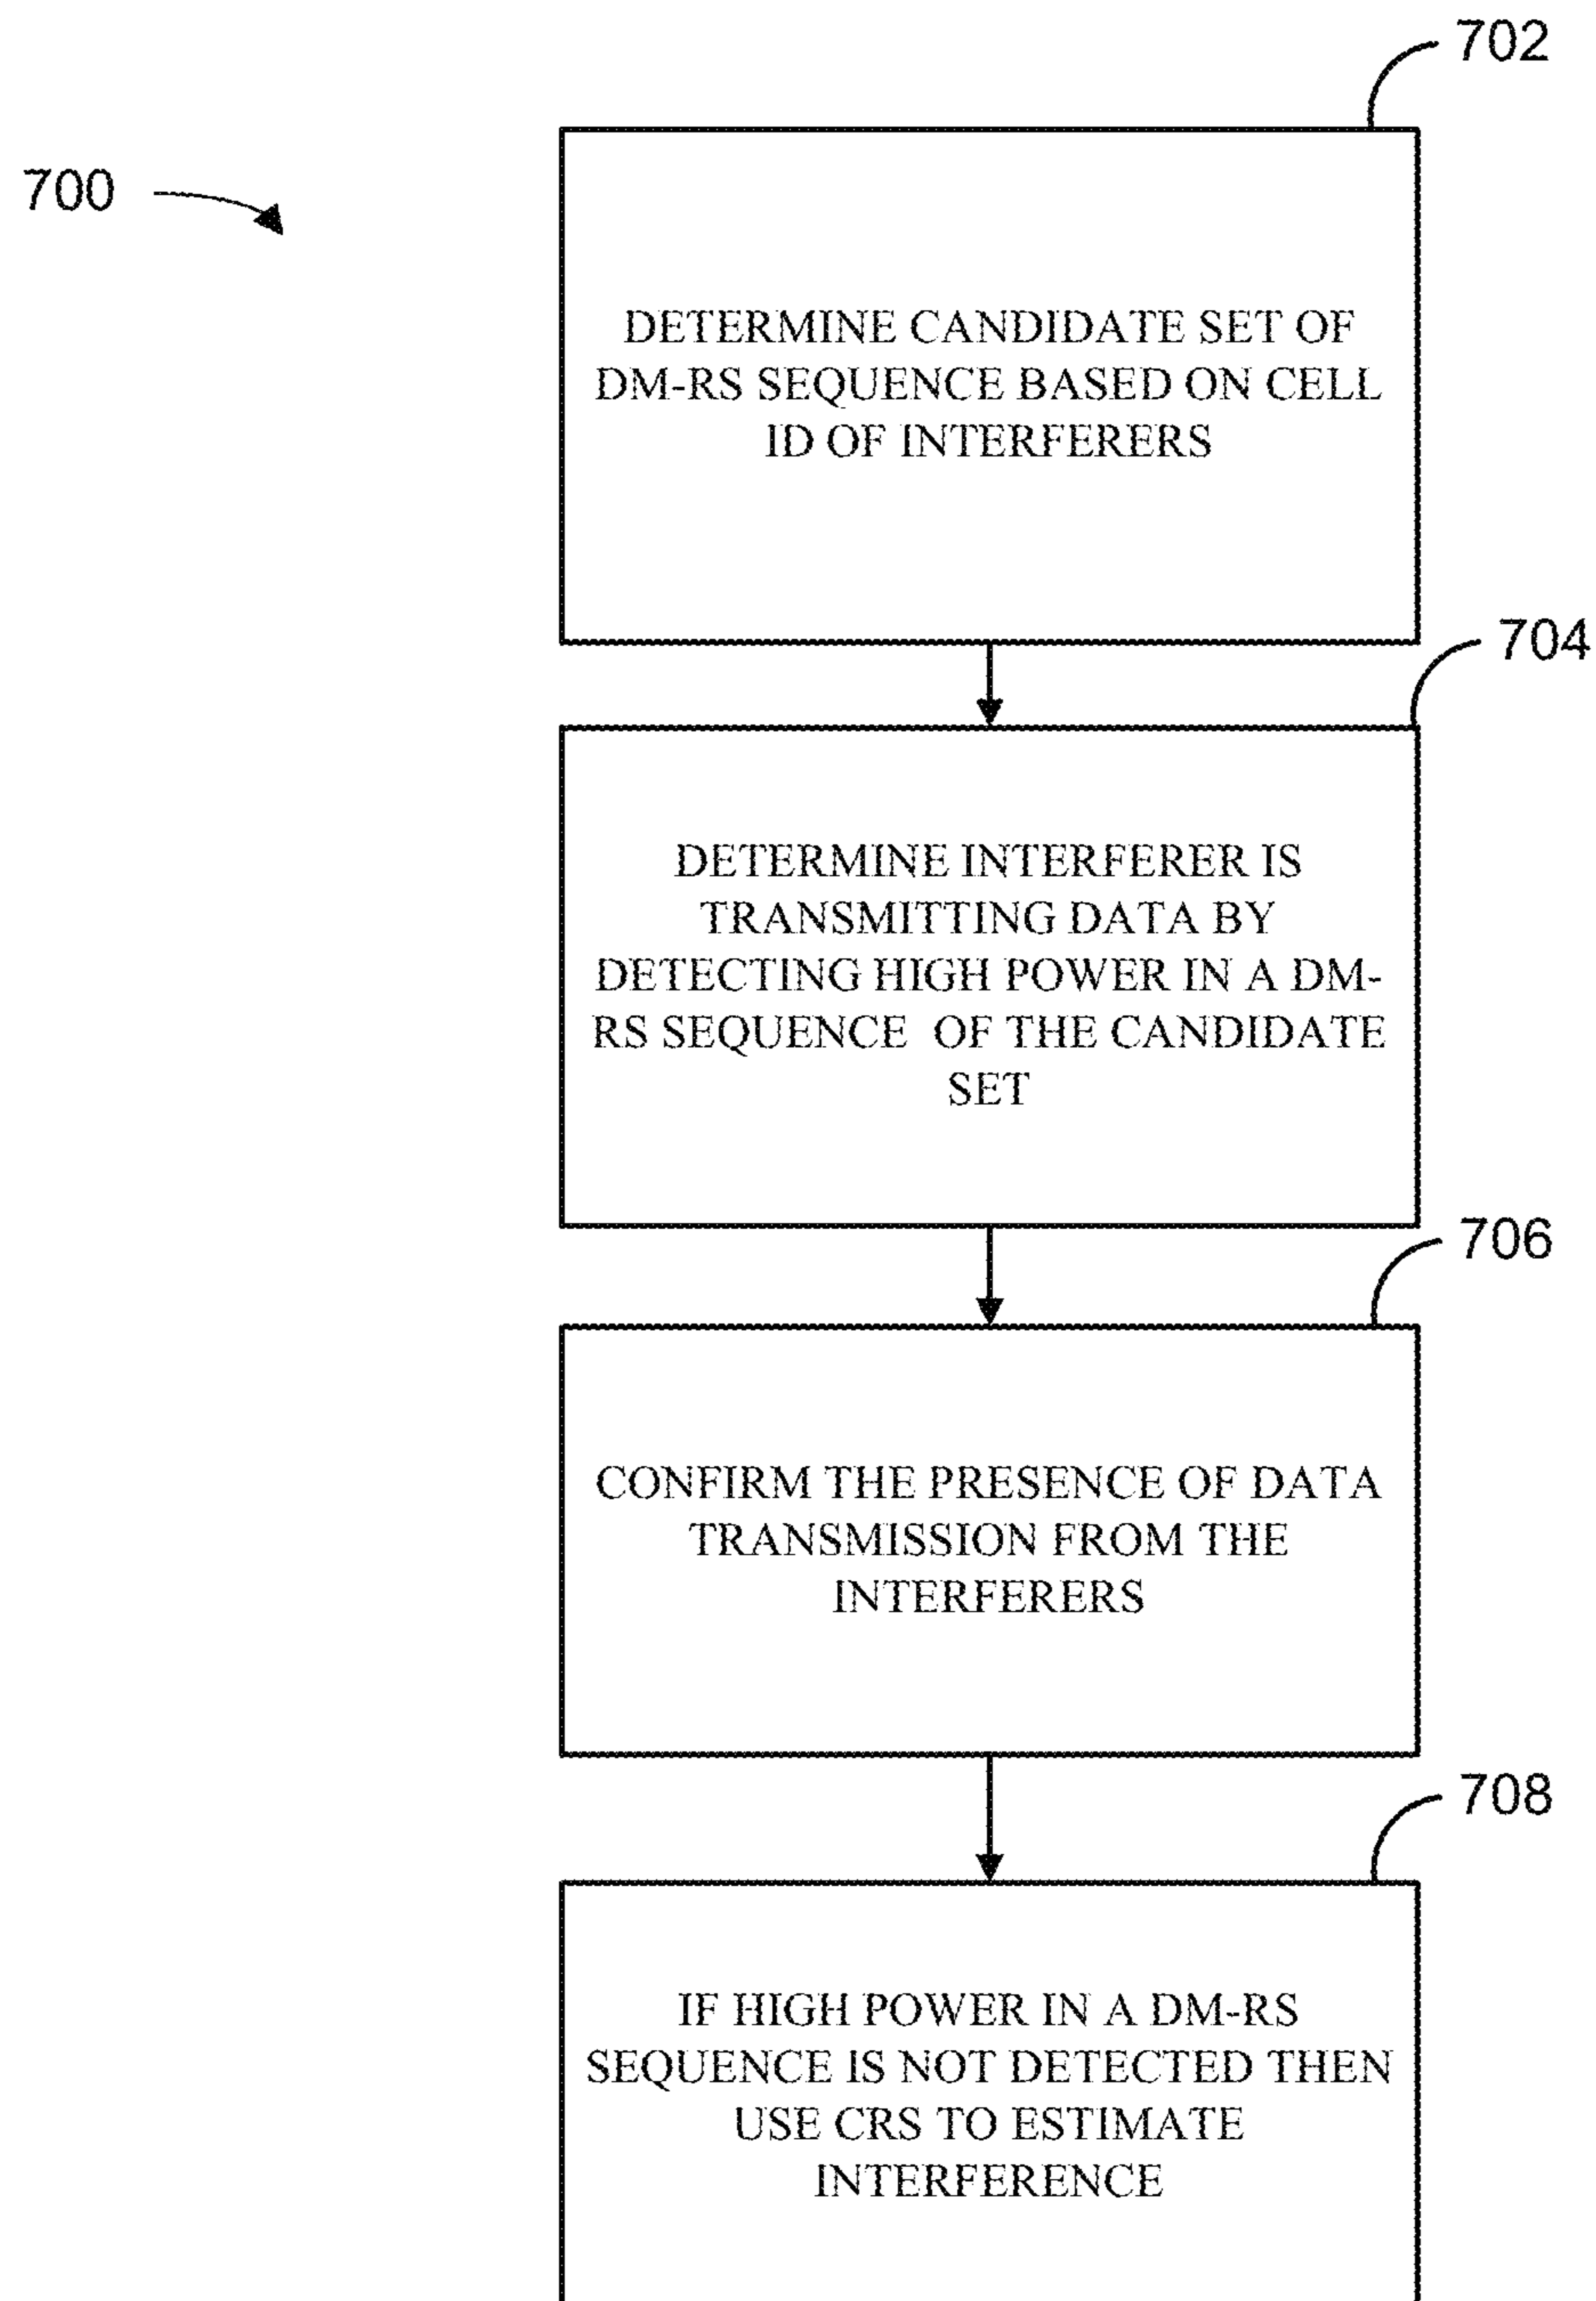 702
700
DETERMINE CANDIDATE SET OF
DM-RS SEQUENCE BASED ON CELL
ID OF INTERFERERS
704
DETERMINE INTERFERER IS
TRANSMITTING DATA BY
DETECTING HIGH POWER IN A DM-
RS SEQUENCE OF THE CANDIDATE
SET
706
CONFIRM THE PRESENCE OF DATA
TRANSMISSION FROM THE
INTERFERERS
708
IF HIGH POWER IN A DM-RS
SEQUENCE IS NOT DETECTED THEN
USE CRS TO ESTIMATE
INTERFERENCE